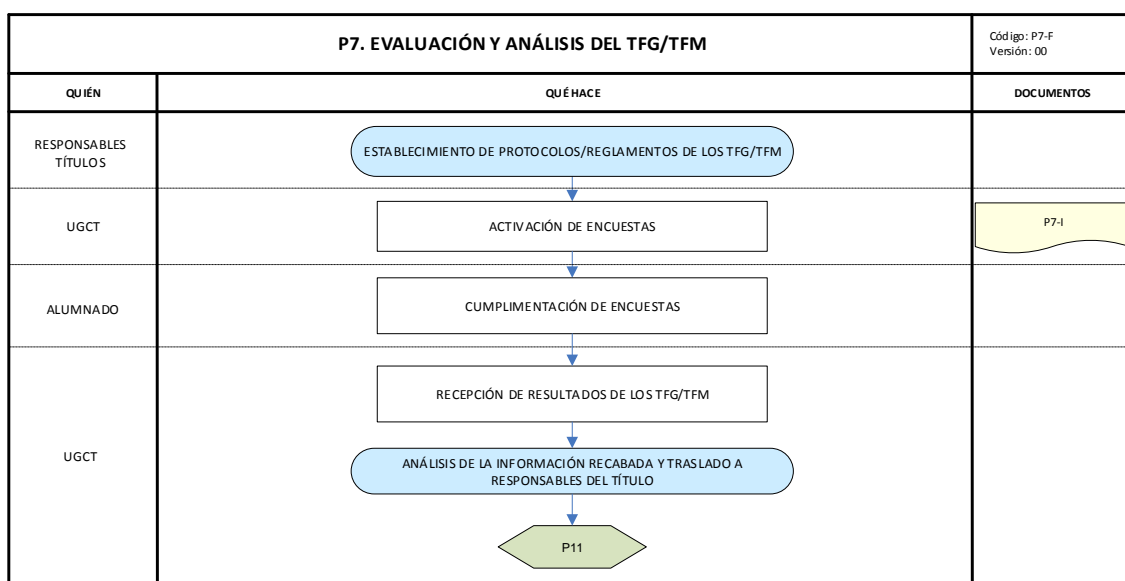 P7. EVALUACIÓN Y ANÁLISIS DEL TFG/TFM
Código: P7-F
Versión: 00
QUIÉN
QUÉ HACE
DOCUMENTOS
RESPONSABLES
TÍTULOS
ESTABLECIMIENTO DE PROTOCOLOS/REGLAMENTOS DE LOS TFG/TFM
UGCT
ACTIVACIÓN DE ENCUESTAS
P7-I
ALUMNADO
CUMPLIMENTACIÓN DE ENCUESTAS
UGCT
RECEPCIÓN DE RESULTADOS DE LOS TFG/TFM
ANÁLISIS DE LA INFORMACIÓN RECABADA Y TRASLADO A
RESPONSABLES DEL TÍTULO
P11